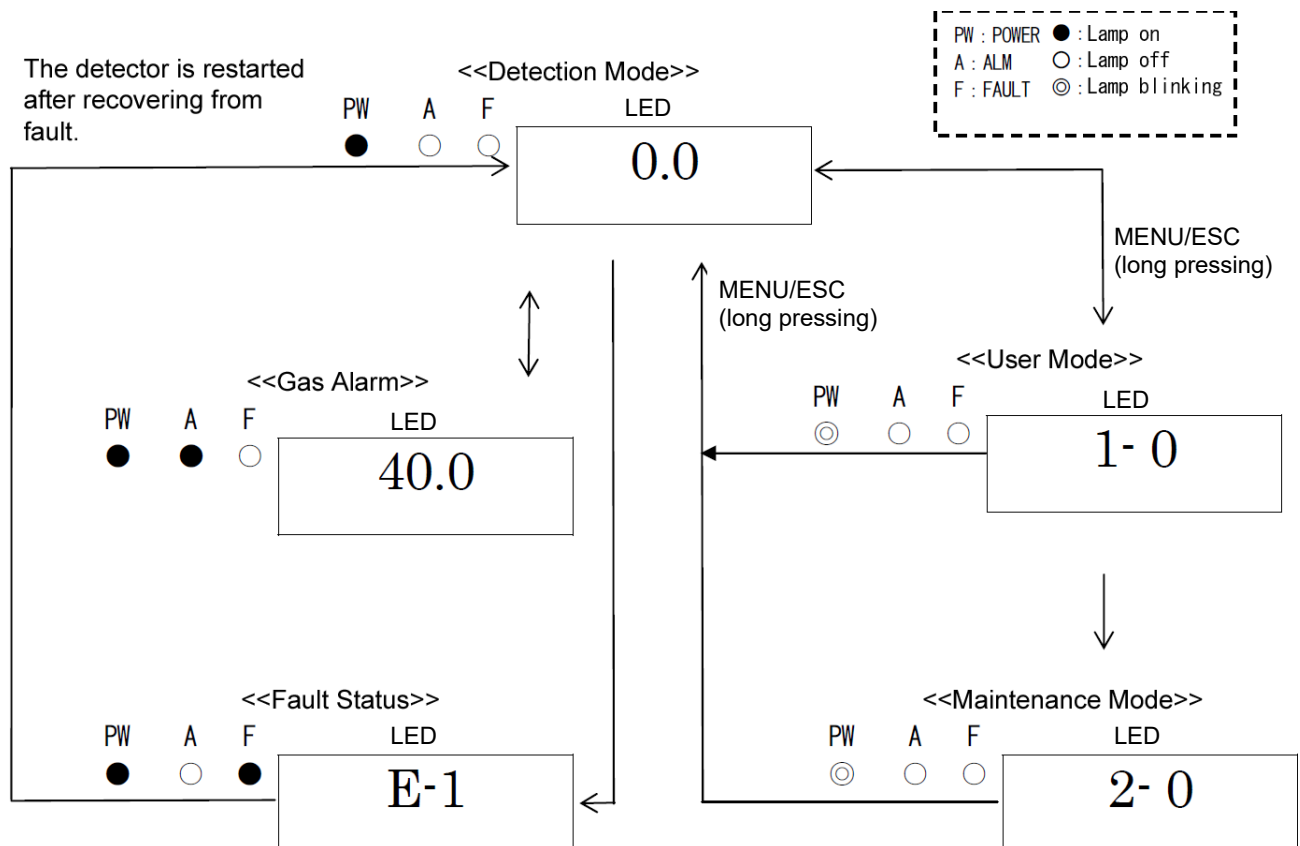 PW : POWER ● : Lamp on
A : ALM ○ : Lamp off
F : FAULT ◎ : Lamp blinking
The detector is restarted
after recovering from
fault.
<<Detection Mode>>
PW A F LED
● ○ ○
0.0
MENU/ESC
(long pressing)
MENU/ESC
(long pressing)
<<Gas Alarm>>
PW A F LED
● ● ○
40.0
<<User Mode>>
PW A F LED
◎ ○ ○
1- 0
<<Fault Status>>
PW A F LED
● ○ ●
E-1
<<Maintenance Mode>>
PW A F LED
◎ ○ ○
2- 0